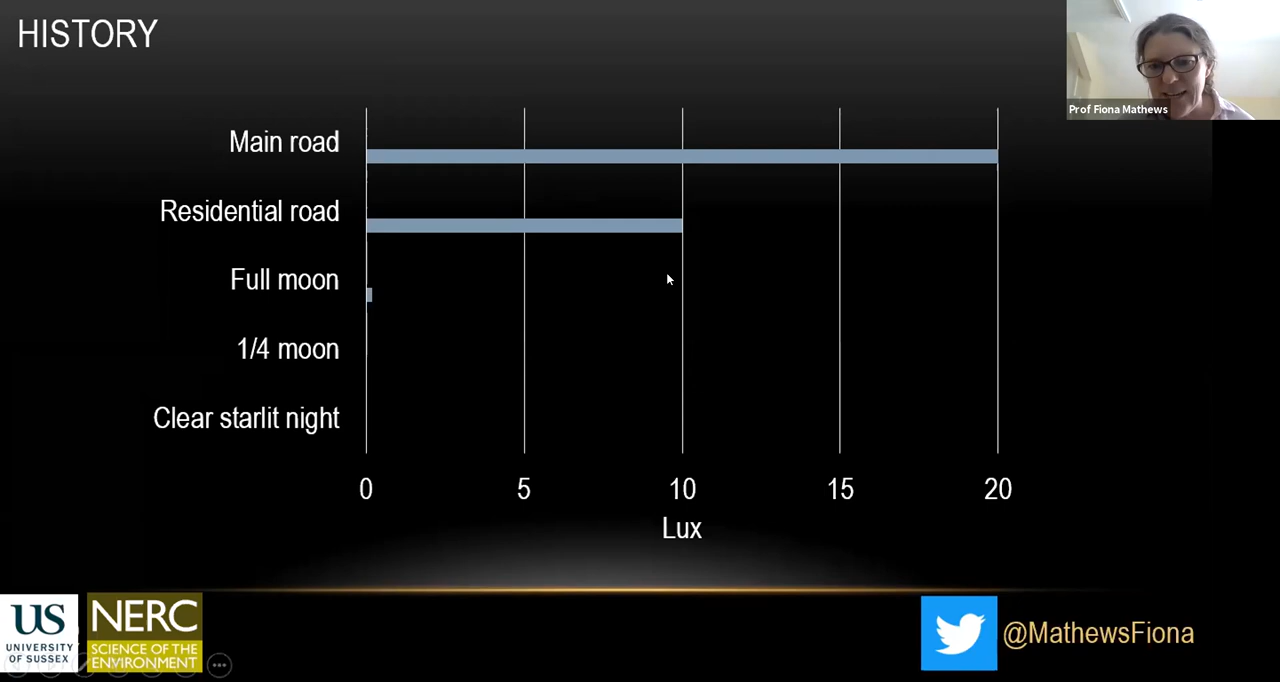 HISTORY
Prof Fiona Mathews
Main road
Residential road
Full moon
1/4 moon
Clear starlit night
0 5 10 15 20
Lux
US
UNIVERSITY
OF SUSSEX
NERC
SCIENCE OF THE
ENVIRONMENT
@MathewsFiona